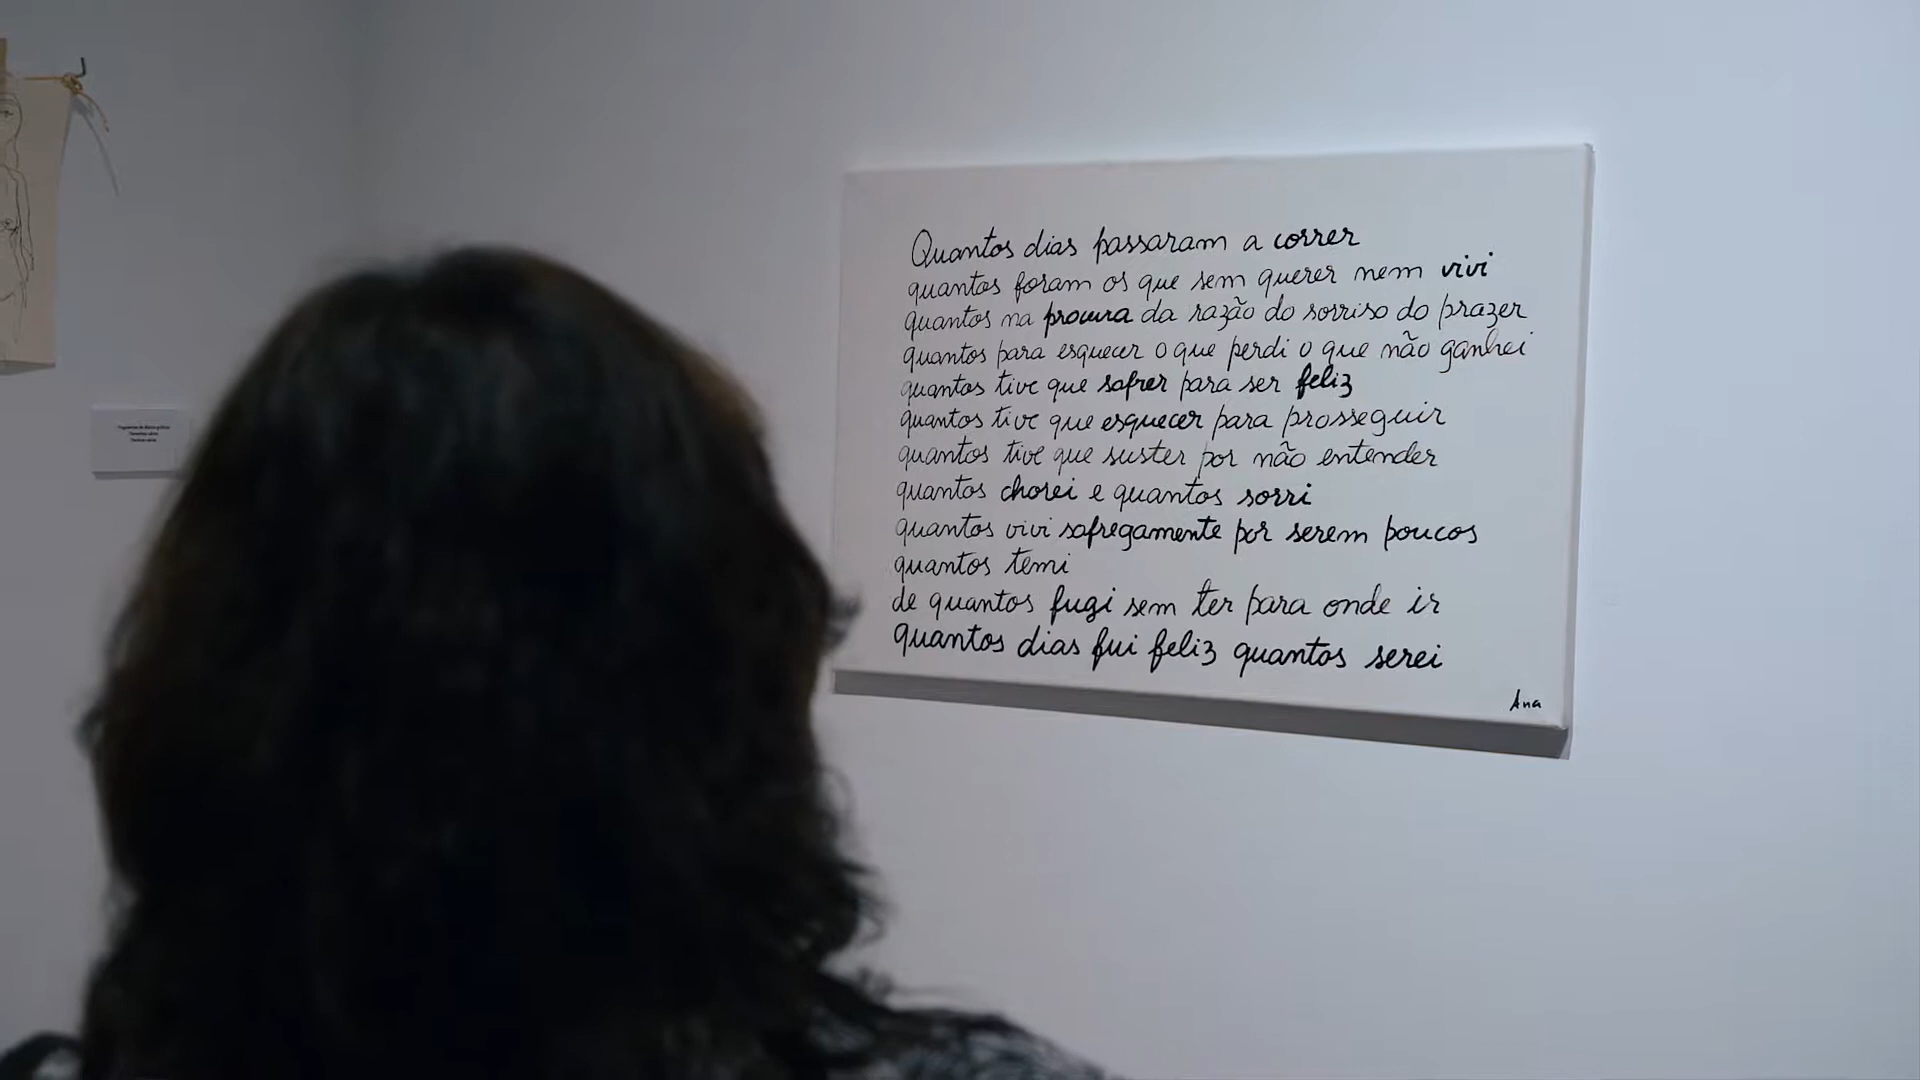 Quantos dias passaram a correr
quantos foram os que sem querer nem vivi
quantos na procura da razão do sorriso do prazer
quantos para esquecer o que perdi o que não ganhei
quantos tive que sofrer para ser feliz
quantos tive que esquecer para prosseguir
quantos tive que suster por não entender
quantos chorei e quantos sorri
quantos vivi sofregamente por serem poucos
quantos temi
de quantos fugi sem ter para onde ir
quantos dias fui feliz quantos serei
Ana